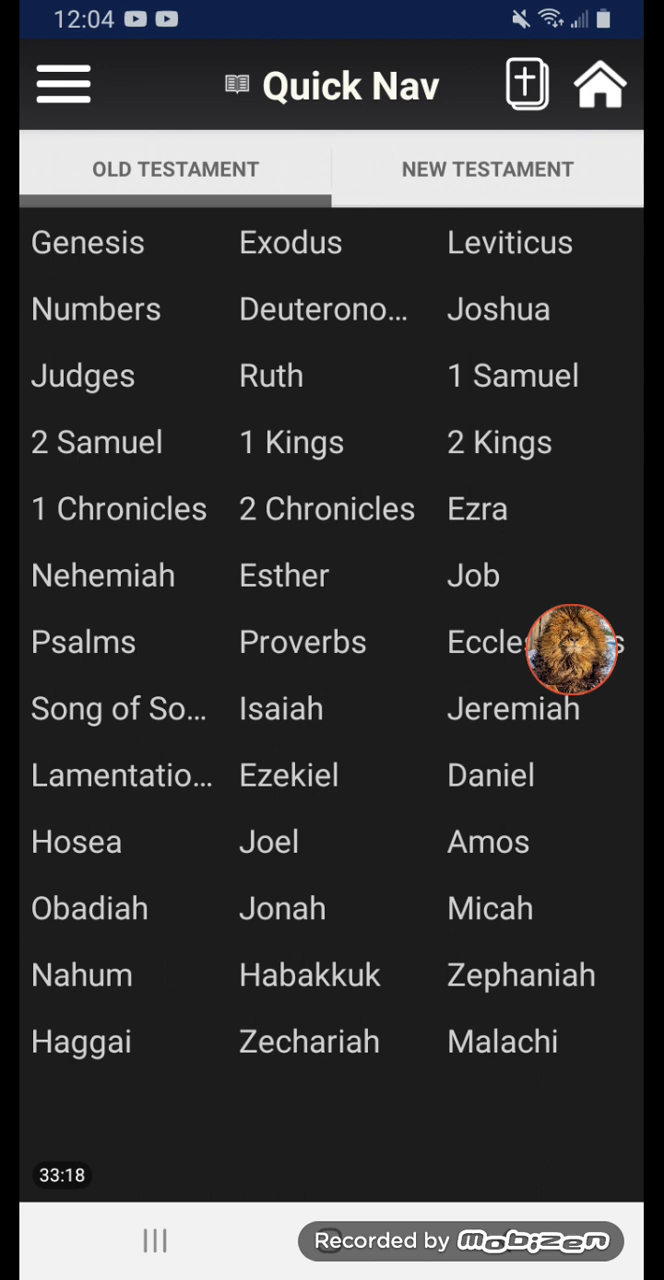 12:04
Quick Nav
OLD TESTAMENT NEW TESTAMENT
Genesis Exodus Leviticus
Numbers Deuterono... Joshua
Judges Ruth 1 Samuel
2 Samuel 1 Kings 2 Kings
1 Chronicles 2 Chronicles Ezra
Nehemiah Esther Job
Psalms Proverbs
Song of So... Isaiah Jeremiah
Lamentatio... Ezekiel Daniel
Hosea Joel Amos
Obadiah Jonah Micah
Nahum Habakkuk Zephaniah
Haggai Zechariah Malachi
33:18
Recorded by mobizen